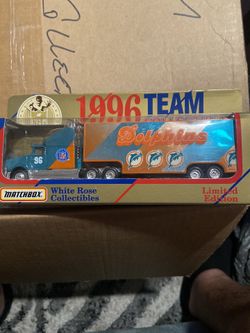 1996 TEAM
Dolphins
96
MATCHBOX
White Rose
Collectibles
Limited
Edition